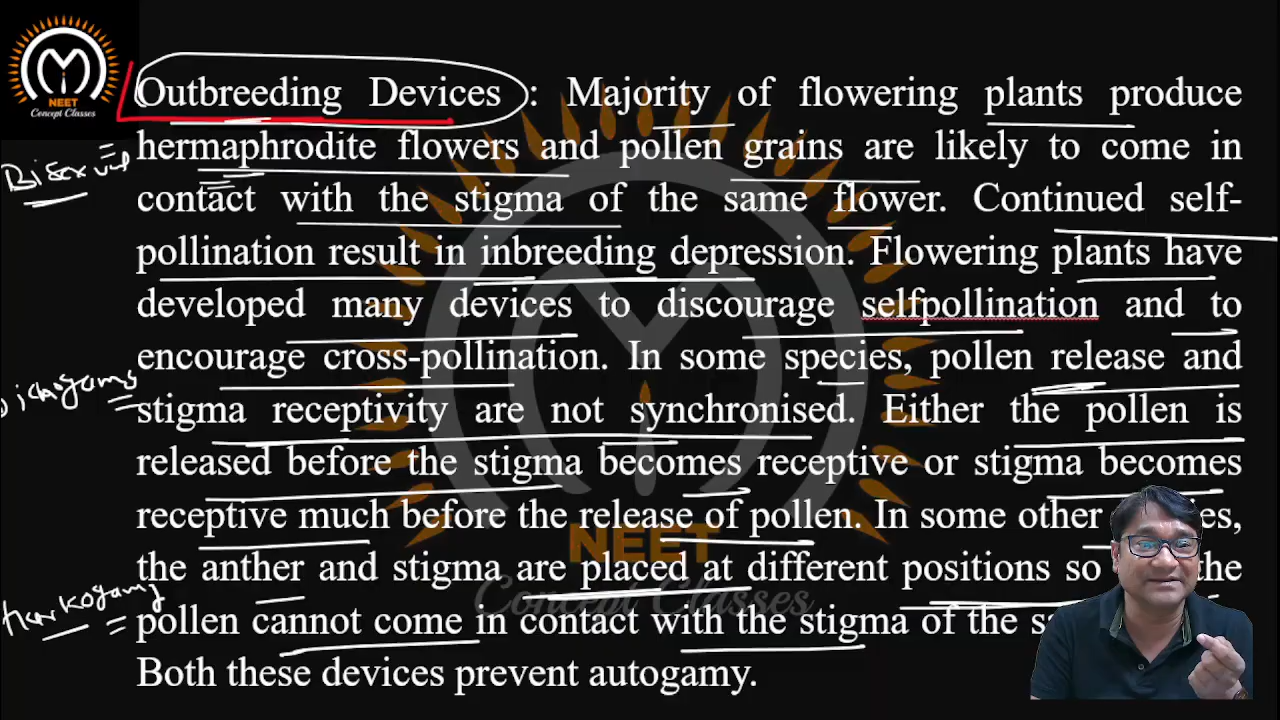 NEET
Concept Classes
Outbreeding Devices : Majority of flowering plants produce
hermaphrodite flowers and pollen grains are likely to come in
contact with the stigma of the same flower. Continued self-
pollination result in inbreeding depression. Flowering plants have
developed many devices to discourage selfpollination and to
encourage cross-pollination. In some species, pollen release and
stigma receptivity are not synchronised. Either the pollen is
released before the stigma becomes receptive or stigma becomes
receptive much before the release of pollen. In some other
the anther and stigma are placed at different positions so the
pollen cannot come in contact with the stigma of the
Both these devices prevent autogamy.
NEET
Concept Classes